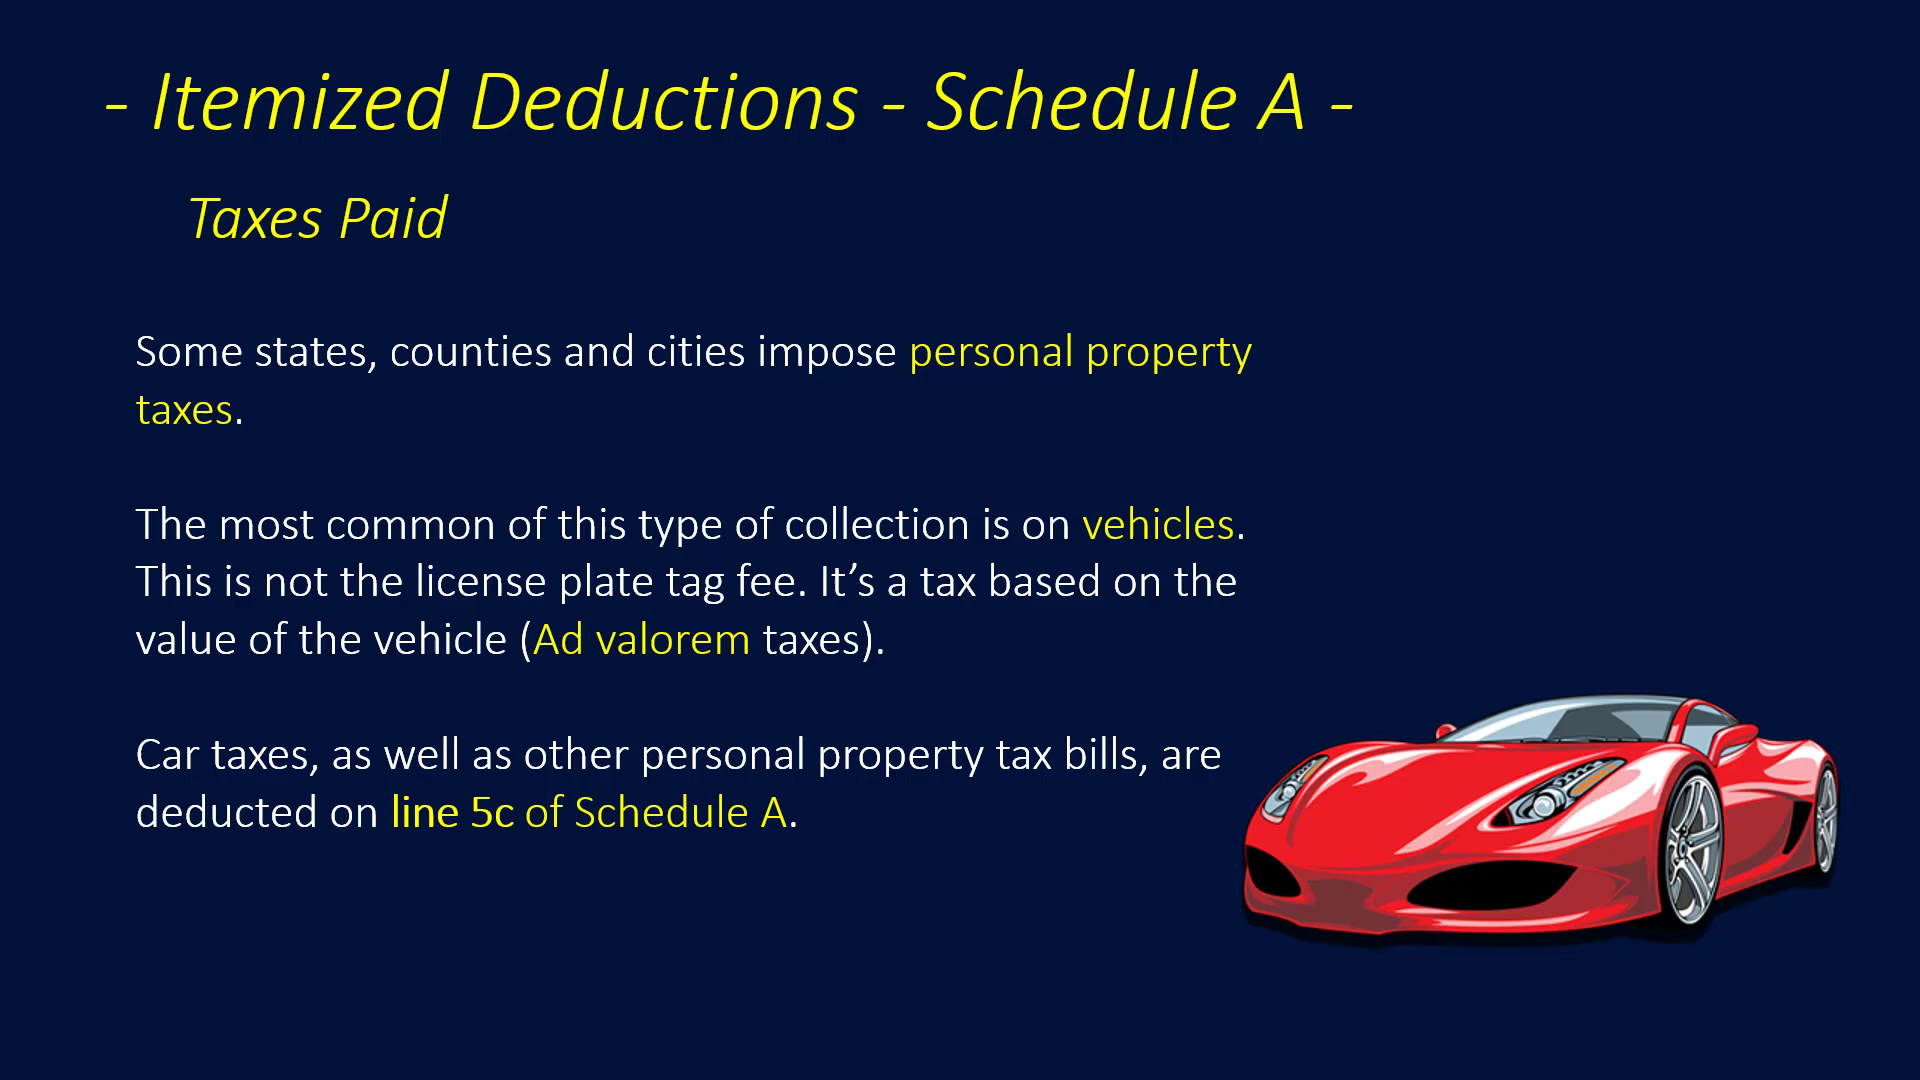 - Itemized Deductions - Schedule A -
Taxes Paid
Some states, counties and cities impose personal property
taxes.
The most common of this type of collection is on vehicles.
This is not the license plate tag fee. It’s a tax based on the
value of the vehicle (Ad valorem taxes).
Car taxes, as well as other personal property tax bills, are
deducted on line 5c of Schedule A.